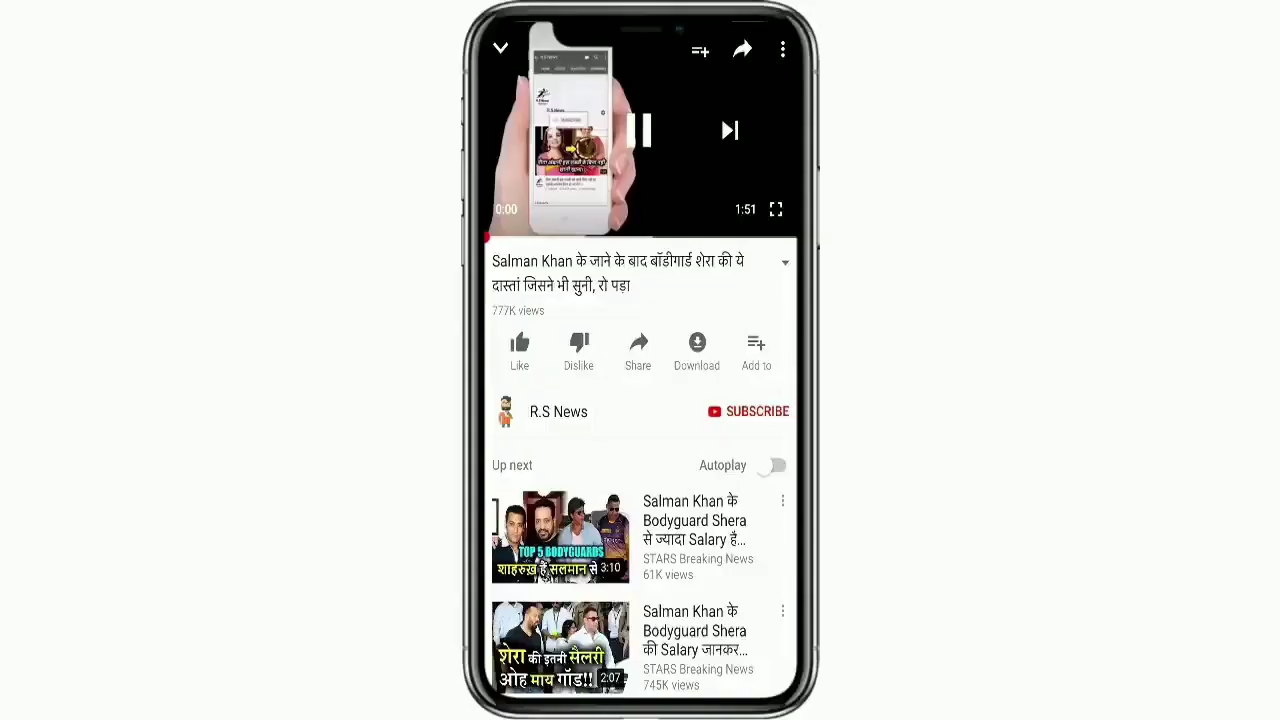 R.S News
0:00
1:51
Salman Khan के जाने के बाद बॉडीगार्ड शेरा की ये
दास्तां जिसने भी सुनी, रो पड़ा
777K views
Like
Dislike
Share
Download
Add to
R.S News
SUBSCRIBE
Up next
Autoplay
TOP 5 BODYGUARDS
शाहरुख़ हैं सलमान से
3:10
Salman Khan के
Bodyguard Shera
से ज्यादा Salary है...
STARS Breaking News
61K views
शेरा की इतनी सैलरी
ओह माय गॉड!!
2:07
Salman Khan के
Bodyguard Shera
की Salary जानकर...
STARS Breaking News
745K views